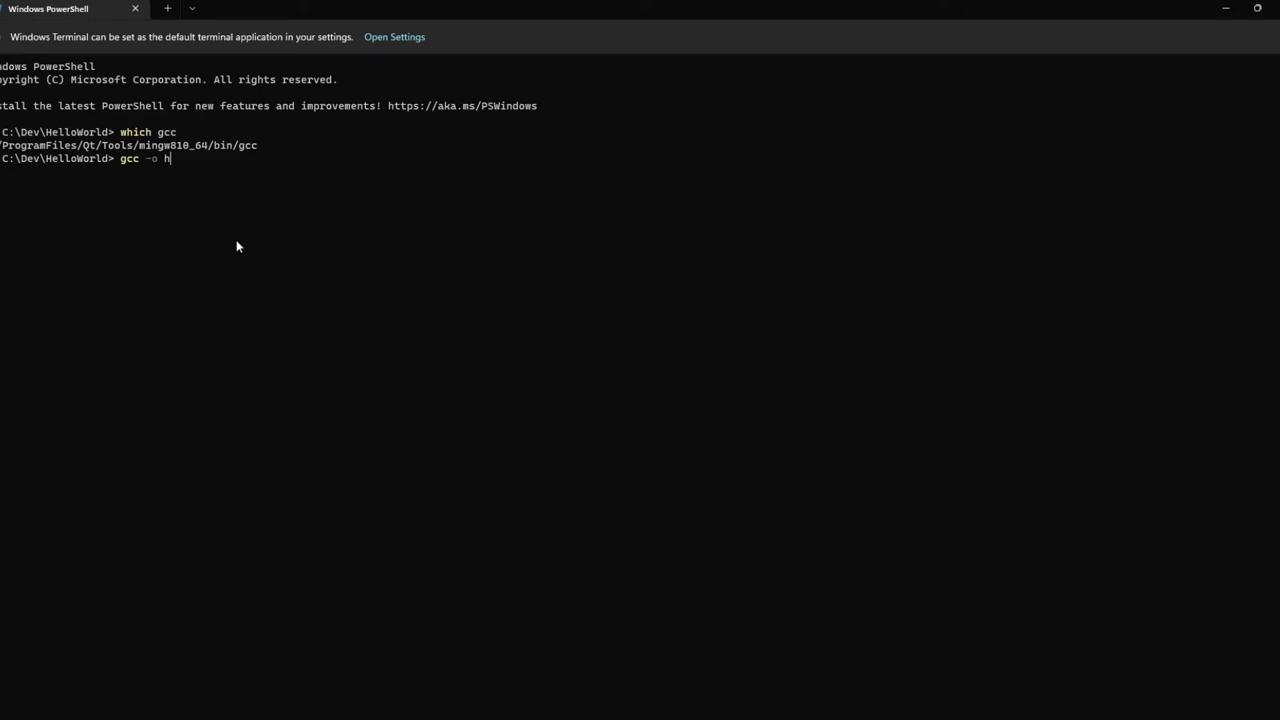 Windows PowerShell
Windows Terminal can be set as the default terminal application in your settings. Open Settings
ndows PowerShell
yright (C) Microsoft Corporation. All rights reserved.
stall the latest PowerShell for new features and improvements! https://aka.ms/PSWindows
C:\Dev\HelloWorld> which gcc
/ProgramFiles/Qt/Tools/mingw810_64/bin/gcc
C:\Dev\HelloWorld> gcc -o h